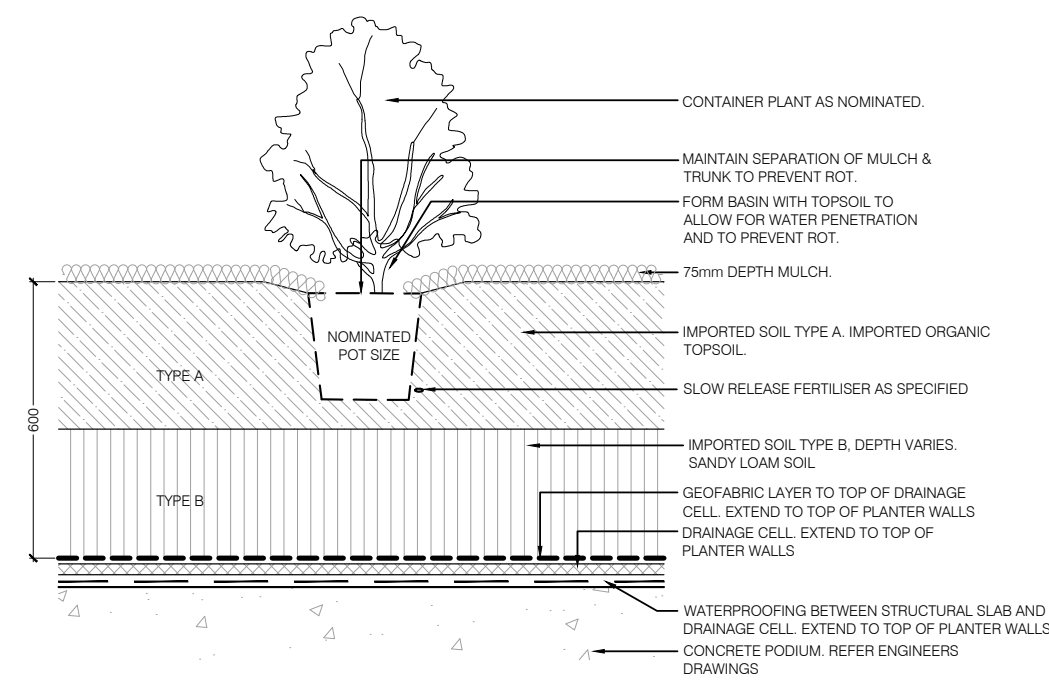 CONTAINER PLANT AS NOMINATED.
MAINTAIN SEPARATION OF MULCH &
TRUNK TO PREVENT ROT.
FORM BASIN WITH TOPSOIL TO
ALLOW FOR WATER PENETRATION
AND TO PREVENT ROT.
75mm DEPTH MULCH.
NOMINATED
POT SIZE
IMPORTED SOIL TYPE A. IMPORTED ORGANIC
TOPSOIL.
TYPE A
SLOW RELEASE FERTILISER AS SPECIFIED
600
IMPORTED SOIL TYPE B, DEPTH VARIES.
SANDY LOAM SOIL
TYPE B
GEOFABRIC LAYER TO TOP OF DRAINAGE
CELL. EXTEND TO TOP OF PLANTER WALLS
DRAINAGE CELL. EXTEND TO TOP OF
PLANTER WALLS
WATERPROOFING BETWEEN STRUCTURAL SLAB AND
DRAINAGE CELL. EXTEND TO TOP OF PLANTER WALLS
CONCRETE PODIUM. REFER ENGINEERS
DRAWINGS